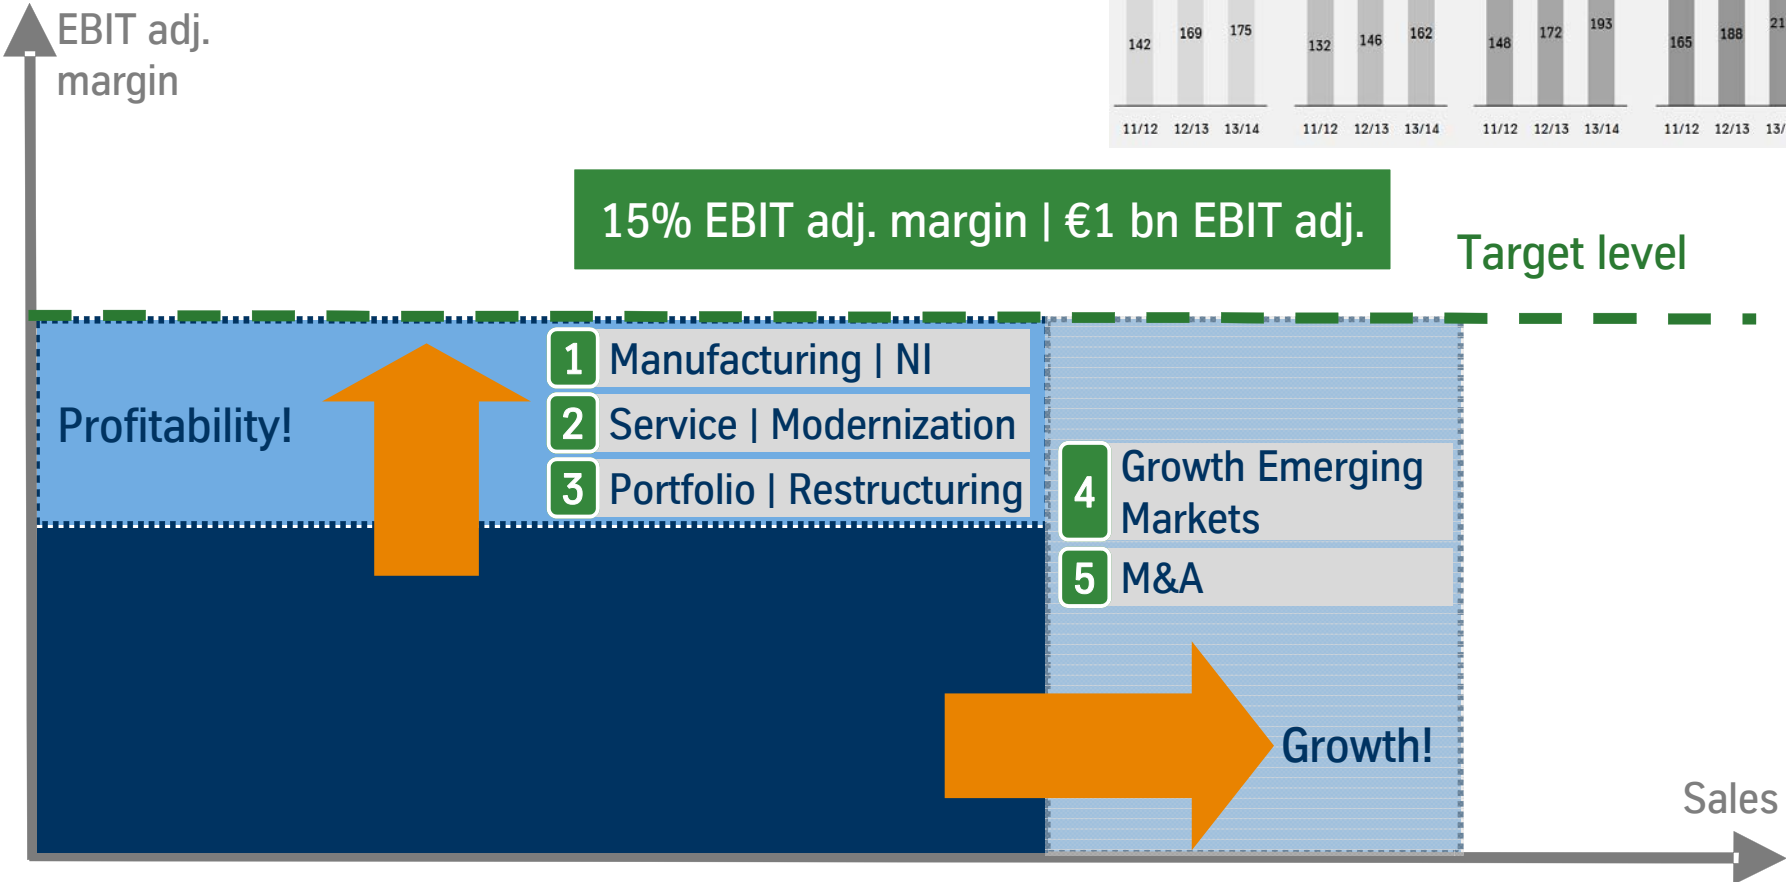 EBIT adj.
margin
142 169 175 132 146 162 148 172 193 165 188
11/12 12/13 13/14 11/12 12/13 13/14 11/12 12/13 13/14 11/12 12/13
15% EBIT adj. margin | €1 bn EBIT adj.
Target level
Profitability!
1 Manufacturing | NI
2 Service | Modernization
3 Portfolio | Restructuring
4 Growth Emerging
Markets
5 M&A
Growth!
Sales